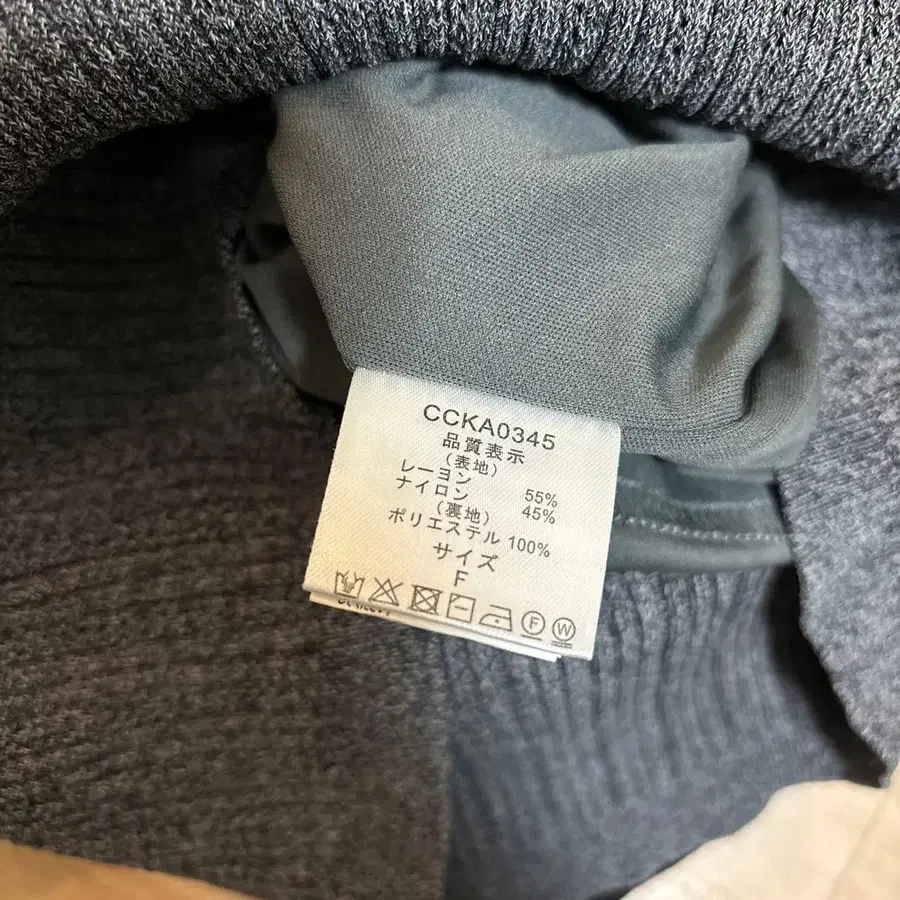 CCKA0345
品質表示
（表地）
レーヨン 55%
ナイロン 45%
（裏地）
ポリエステル 100%
サイズ
F
F W